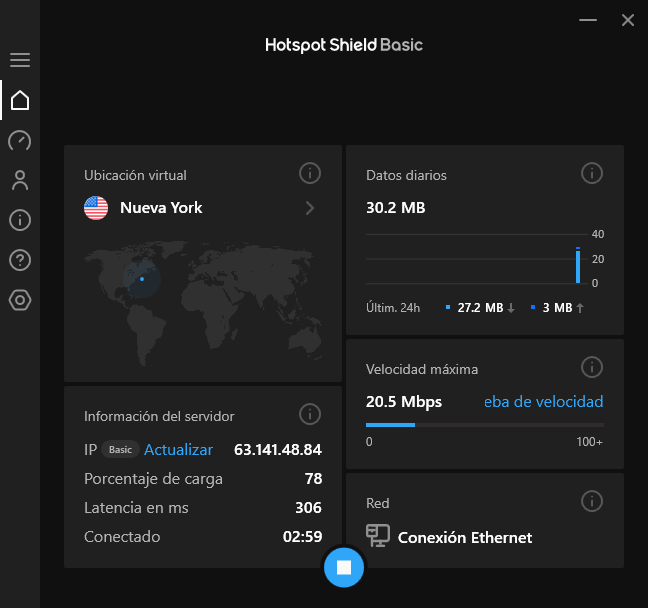 Hotspot Shield Basic
Ubicación virtual
Nueva York
Datos diarios
30.2 MB
40
20
0
Últim. 24h 27.2 MB 3 MB
Velocidad máxima
20.5 Mbps eba de velocidad
0 100+
Información del servidor
IP Basic Actualizar 63.141.48.84
Porcentaje de carga 78
Latencia en ms 306
Conectado 02:59
Red
Conexión Ethernet